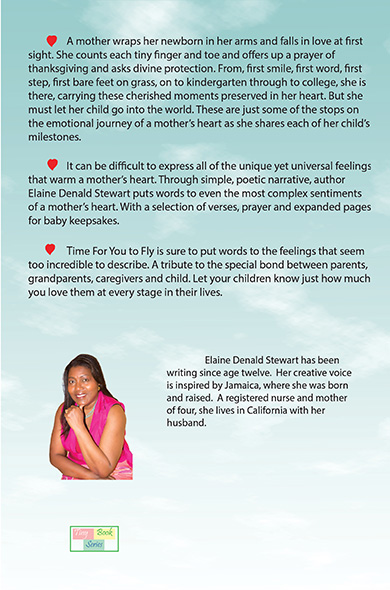 A mother wraps her newborn in her arms and falls in love at first
sight. She counts each tiny finger and toe and offers up a prayer of
thanksgiving and asks divine protection. From, first smile, first word, first
step, first bare feet on grass, on to kindergarten through to college, she is
there, carrying these cherished moments preserved in her heart. But she
must let her child go into the world. These are just some of the stops on
the emotional journey of a mother's heart as she shares each of her child's
milestones.
It can be difficult to express all of the unique yet universal feelings
that warm a mother's heart. Through simple, poetic narrative, author
Elaine Denald Stewart puts words to even the most complex sentiments
of a mother's heart. With a selection of verses, prayer and expanded pages
for baby keepsakes.
Time For You to Fly is sure to put words to the feelings that seem
too incredible to describe. A tribute to the special bond between parents,
grandparents, caregivers and child. Let your children know just how much
you love them at every stage in their lives.
Elaine Denald Stewart has been
writing since age twelve. Her creative voice
is inspired by Jamaica, where she was born
and raised. A registered nurse and mother
of four, she lives in California with her
husband.
Tiny Book
Series